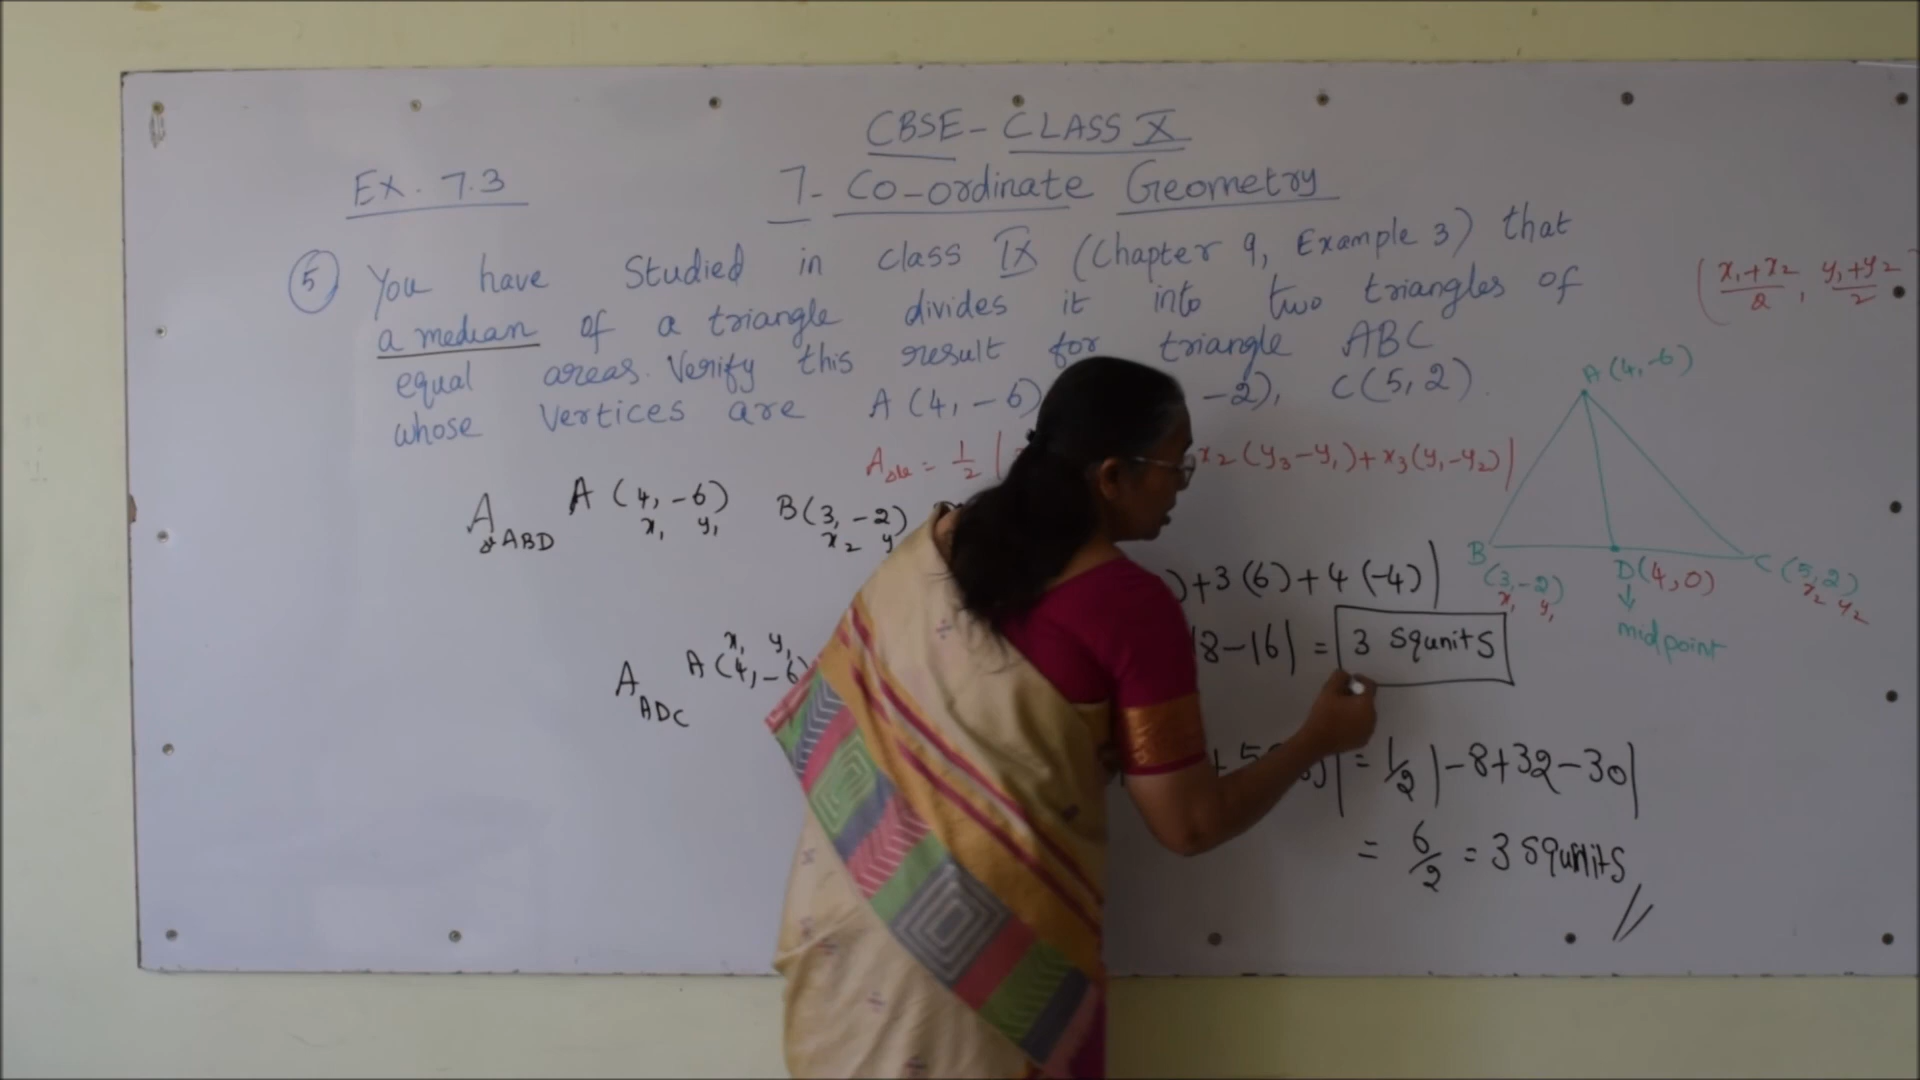 CBSE - CLASS X
EX. 7.3
7 - Co-ordinate Geometry
5 You have studied in class IX (Chapter 9, Example 3) that
a median of a triangle divides it into two triangles of
equal areas. Verify this result for triangle ABC
whose vertices are A (4, -6) -2), C (5, 2).
(x1+x2/2, y1+y2/2
A(4, -6)
B
(3, -2)
x1 y1
D(4, 0)
midpoint
C (5, 2)
x2 y2
= 1/2 | x2 (y3-y1)+x3(y1-y2)|
A ABD A (4, -6) B(3, -2)
x1 y1 x2 y
)+3(6)+4(-4)|
|8-16| = 3 squnits
x1 y1
A ADC A (4, -6)
= 1/2 |-8+32-30|
= 6/2 = 3 squnits